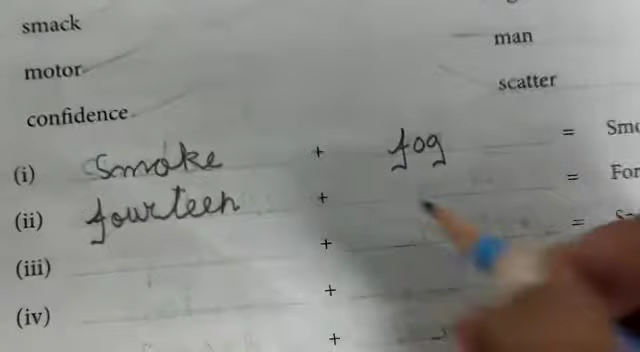 smack
man
motor
scatter
confidence
(i) Smoke + fog = Smo
(ii) fourteen + = For
(iii) + =
(iv) +
+